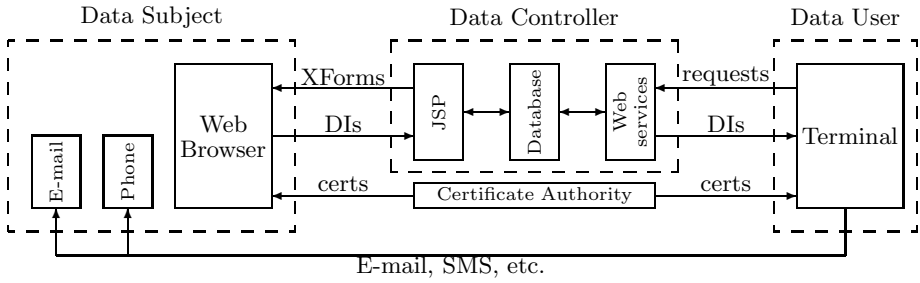 Data Subject
Data Controller
Data User
XForms
requests
JSP
Database
Web
services
Web
Browser
DIs
DIs
Terminal
E-mail
Phone
certs
Certificate Authority
certs
E-mail, SMS, etc.